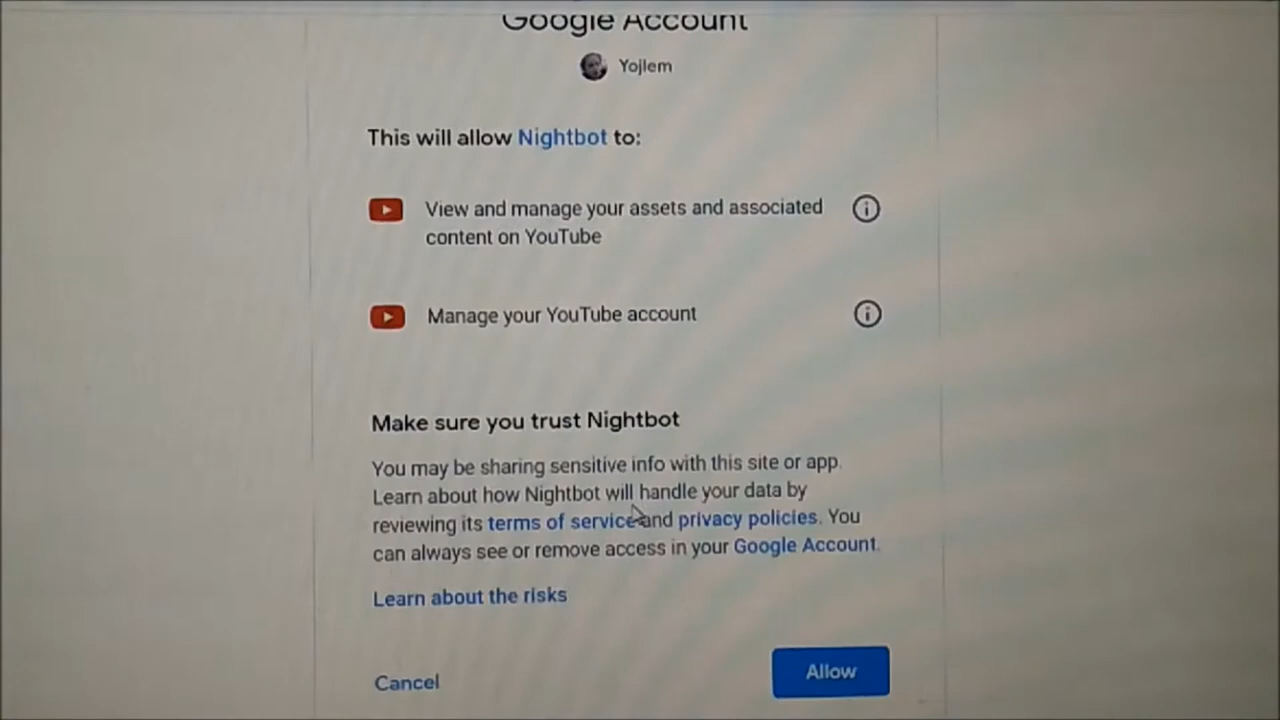 Google Account
Yojlem
This will allow Nightbot to:
View and manage your assets and associated
content on YouTube
Manage your YouTube account
Make sure you trust Nightbot
You may be sharing sensitive info with this site or app.
Learn about how Nightbot will handle your data by
reviewing its terms of service and privacy policies. You
can always see or remove access in your Google Account.
Learn about the risks
Cancel
Allow